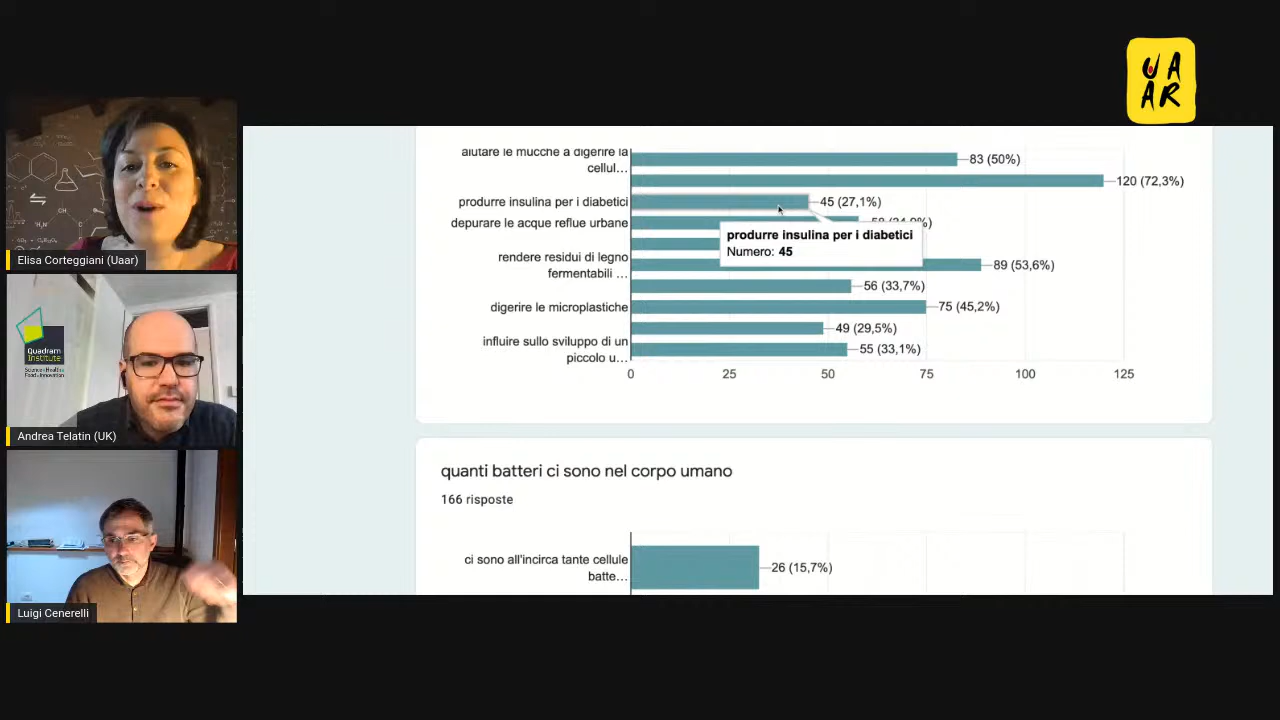 UA
AR
Elisa Corteggiani (Uaar)
Quadram
Institute
Science Health
Food Innovation
Andrea Telatin (UK)
Luigi Cenerelli
aiutare le mucche a digerire la
cellul…
83 (50%)
120 (72,3%)
produrre insulina per i diabetici
45 (27,1%)
depurare le acque reflue urbane
produrre insulina per i diabetici
Numero: 45
rendere residui di legno
fermentabili …
89 (53,6%)
56 (33,7%)
digerire le microplastiche
75 (45,2%)
49 (29,5%)
influire sullo sviluppo di un
piccolo u…
55 (33,1%)
0 25 50 75 100 125
quanti batteri ci sono nel corpo umano
166 risposte
ci sono all'incirca tante cellule
batte…
26 (15,7%)